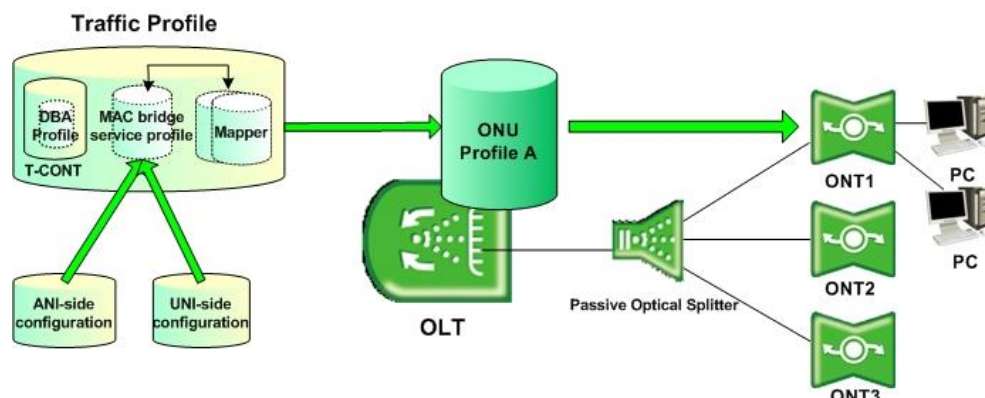 Traffic Profile
DBA
Profile
T-CONT
MAC bridge
service profile
Mapper
ONU
Profile A
ANI-side
configuration
UNI-side
configuration
OLT
Passive Optical Splitter
ONT1
ONT2
ONT3
PC
PC